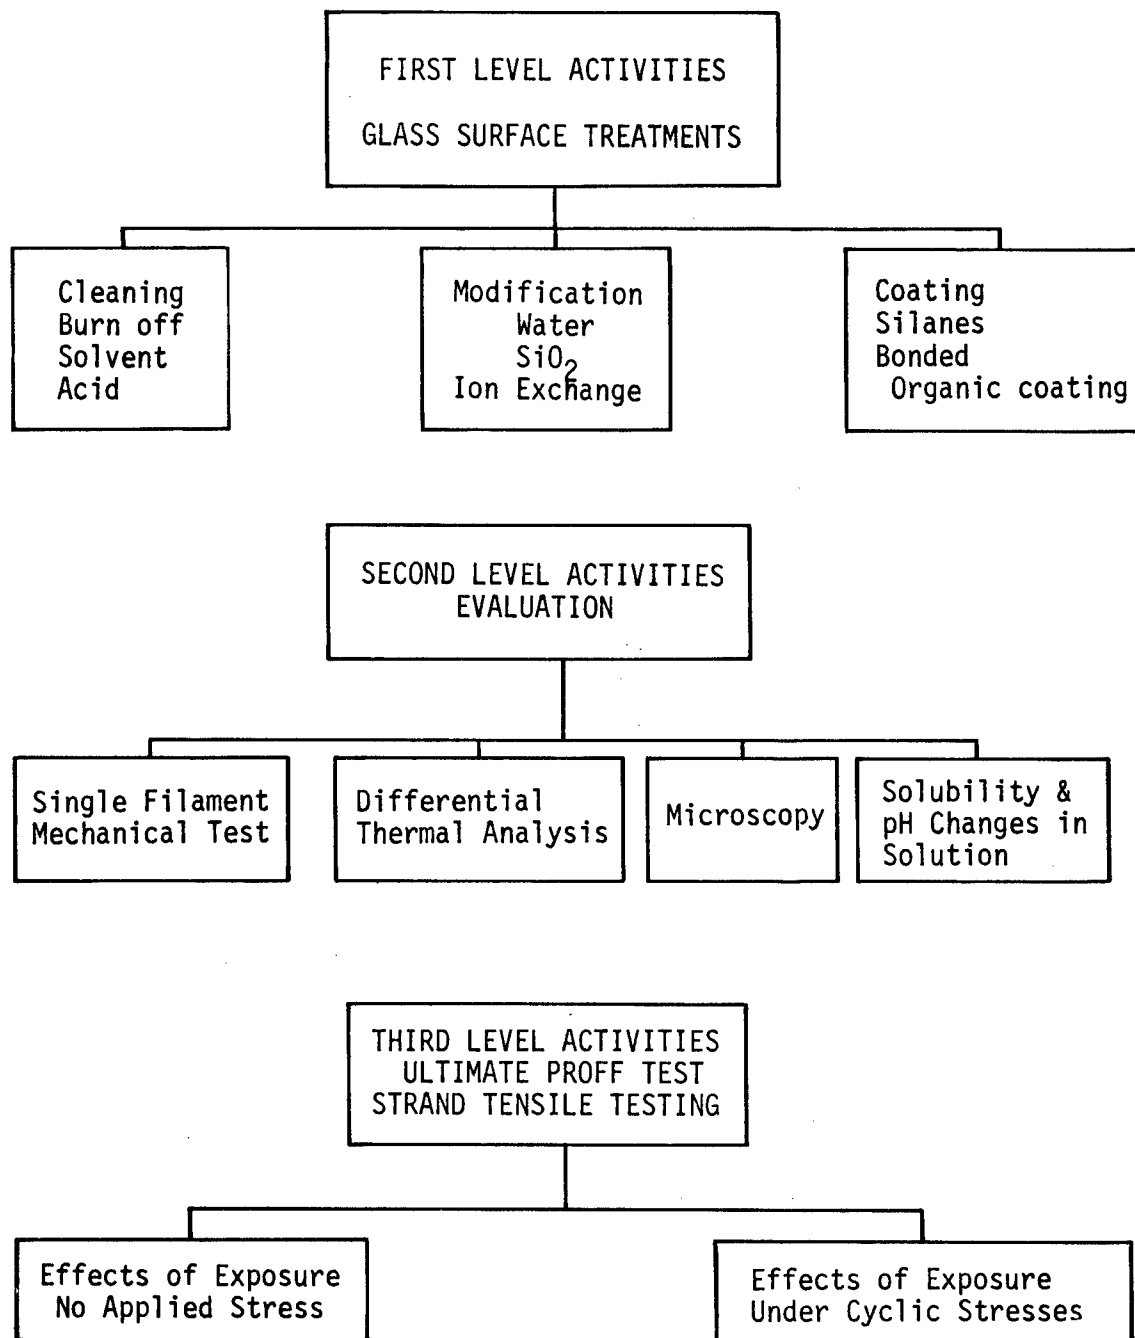 FIRST LEVEL ACTIVITIES
GLASS SURFACE TREATMENTS
Cleaning
Burn off
Solvent
Acid
Modification
Water
SiO2
Ion Exchange
Coating
Silanes
Bonded
Organic coating
SECOND LEVEL ACTIVITIES
EVALUATION
Single Filament
Mechanical Test
Differential
Thermal Analysis
Microscopy
Solubility &
pH Changes in
Solution
THIRD LEVEL ACTIVITIES
ULTIMATE PROFF TEST
STRAND TENSILE TESTING
Effects of Exposure
No Applied Stress
Effects of Exposure
Under Cyclic Stresses